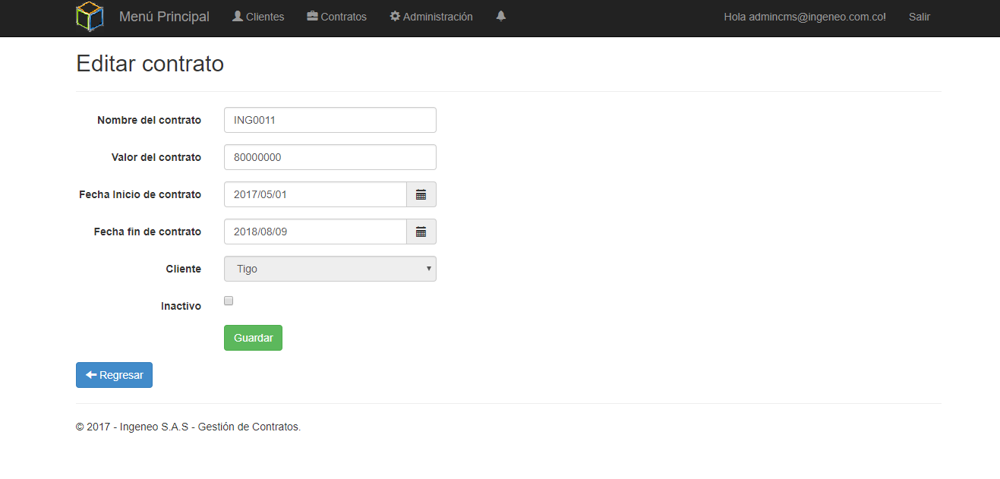 Menú Principal Clientes Contratos Administración Hola admincms@ingeneo.com.co! Salir
Editar contrato
Nombre del contrato ING0011
Valor del contrato 80000000
Fecha Inicio de contrato 2017/05/01
Fecha fin de contrato 2018/08/09
Cliente Tigo
Inactivo
Guardar
Regresar
© 2017 - Ingeneo S.A.S - Gestión de Contratos.